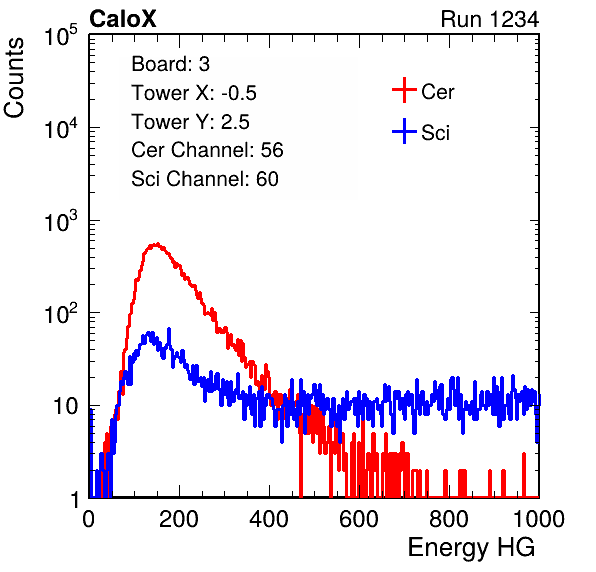 CaloX Run 1234
Counts
10^5
10^4
10^3
10^2
10
1
Board: 3
Tower X: -0.5
Tower Y: 2.5
Cer Channel: 56
Sci Channel: 60
Cer
Sci
0 200 400 600 800 1000
Energy HG